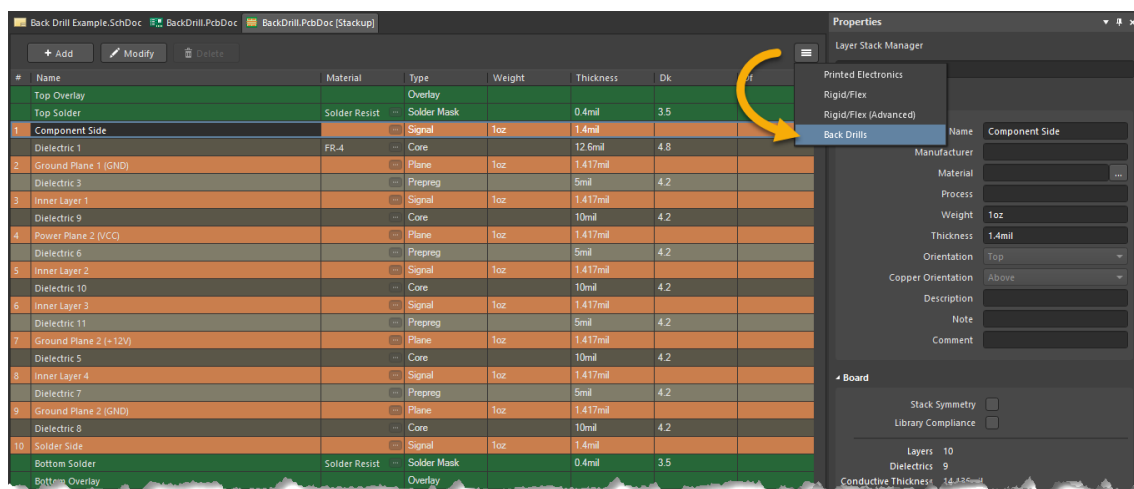 Back Drill Example.SchDoc BackDrill.PcbDoc BackDrill.PcbDoc [Stackup] Properties
+ Add Modify Delete Layer Stack Manager
# Name Material Type Weight Thickness Dk Df
Printed Electronics
Rigid/Flex
Rigid/Flex (Advanced)
Back Drills
Top Overlay Overlay
Top Solder Solder Resist ... Solder Mask 0.4mil 3.5
1 Component Side ... Signal 1oz 1.4mil
Dielectric 1 FR-4 ... Core 12.6mil 4.8
2 Ground Plane 1 (GND) ... Plane 1oz 1.417mil
Dielectric 3 ... Prepreg 5mil 4.2
3 Inner Layer 1 ... Signal 1oz 1.417mil
Dielectric 9 ... Core 10mil 4.2
4 Power Plane 2 (VCC) ... Plane 1oz 1.417mil
Dielectric 6 ... Prepreg 5mil 4.2
5 Inner Layer 2 ... Signal 1oz 1.417mil
Dielectric 10 ... Core 10mil 4.2
6 Inner Layer 3 ... Signal 1oz 1.417mil
Dielectric 11 ... Prepreg 5mil 4.2
7 Ground Plane 2 (+12V) ... Plane 1oz 1.417mil
Dielectric 5 ... Core 10mil 4.2
8 Inner Layer 4 ... Signal 1oz 1.417mil
Dielectric 7 ... Prepreg 5mil 4.2
9 Ground Plane 2 (GND) ... Plane 1oz 1.417mil
Dielectric 8 ... Core 10mil 4.2
10 Solder Side ... Signal 1oz 1.4mil
Bottom Solder Solder Resist ... Solder Mask 0.4mil 3.5
Bottom Overlay Overlay
Name Component Side
Manufacturer
Material ...
Process
Weight 1oz
Thickness 1.4mil
Orientation Top
Copper Orientation Above
Description
Note
Comment
Board
Stack Symmetry
Library Compliance
Layers 10
Dielectrics 9
Conductive Thickness